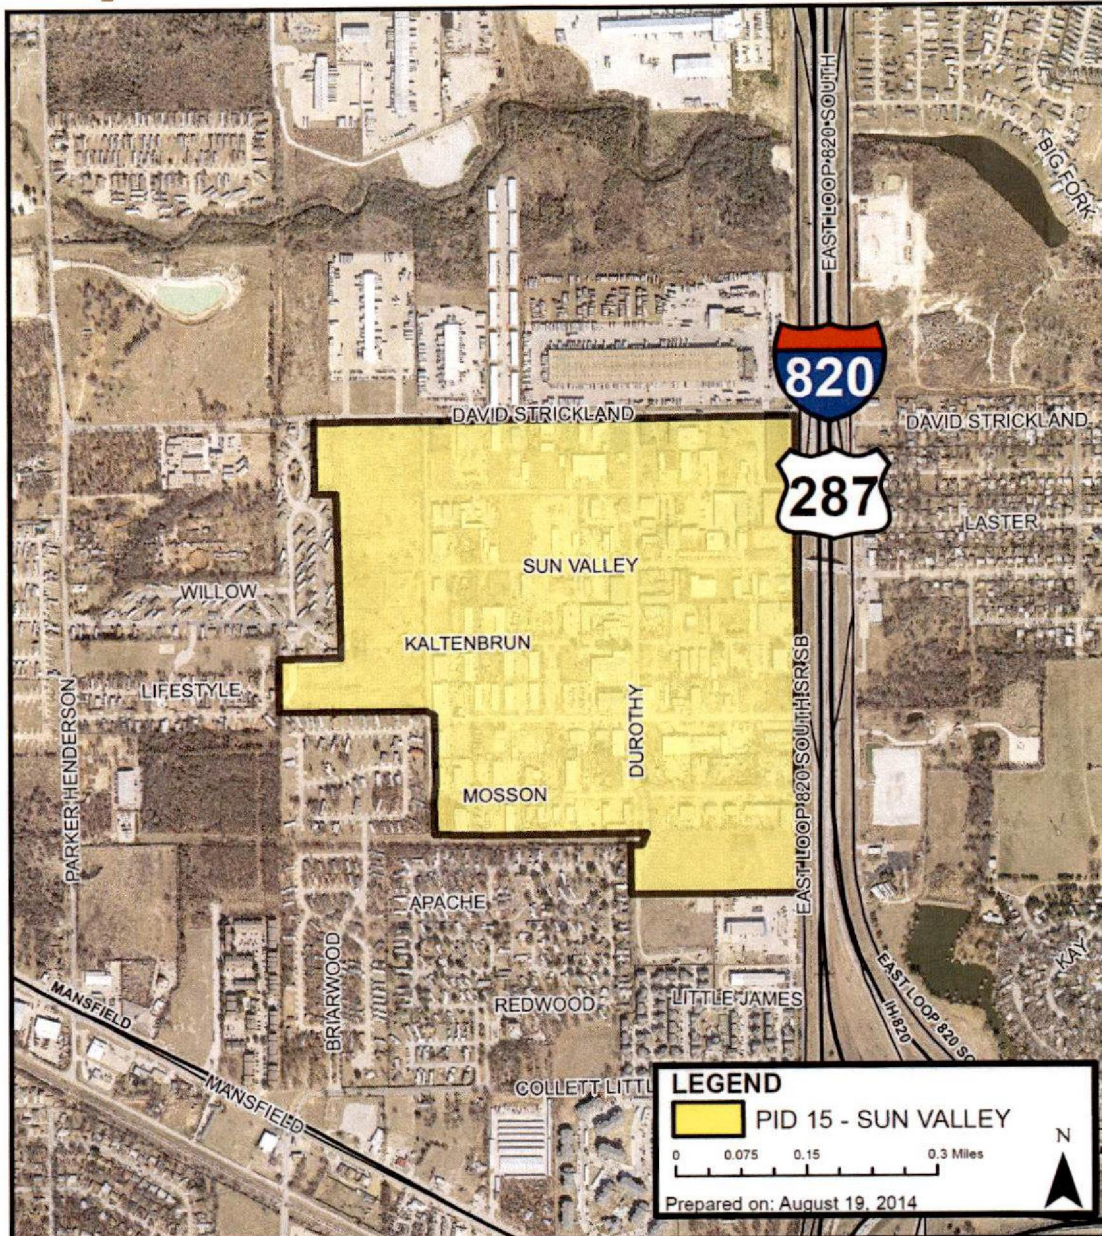 EAST LOOP 820 SOUTH
BIG FORK
820
DAVID STRICKLAND
DAVID STRICKLAND
287
LASTER
SUN VALLEY
WILLOW
KALTENBRUN
LIFESTYLE
PARKER HENDERSON
DUROTHY
EAST LOOP 820 SOUTH SR SB
MOSSON
APACHE
BRIARWOOD
KAY
MANSFIELD
REDWOOD
LITTLE JAMES
EAST LOOP 820 SO
IH 820
MANSFIELD
COLLETT LITTL
LEGEND
PID 15 - SUN VALLEY
N
0 0.075 0.15 0.3 Miles
Prepared on: August 19, 2014